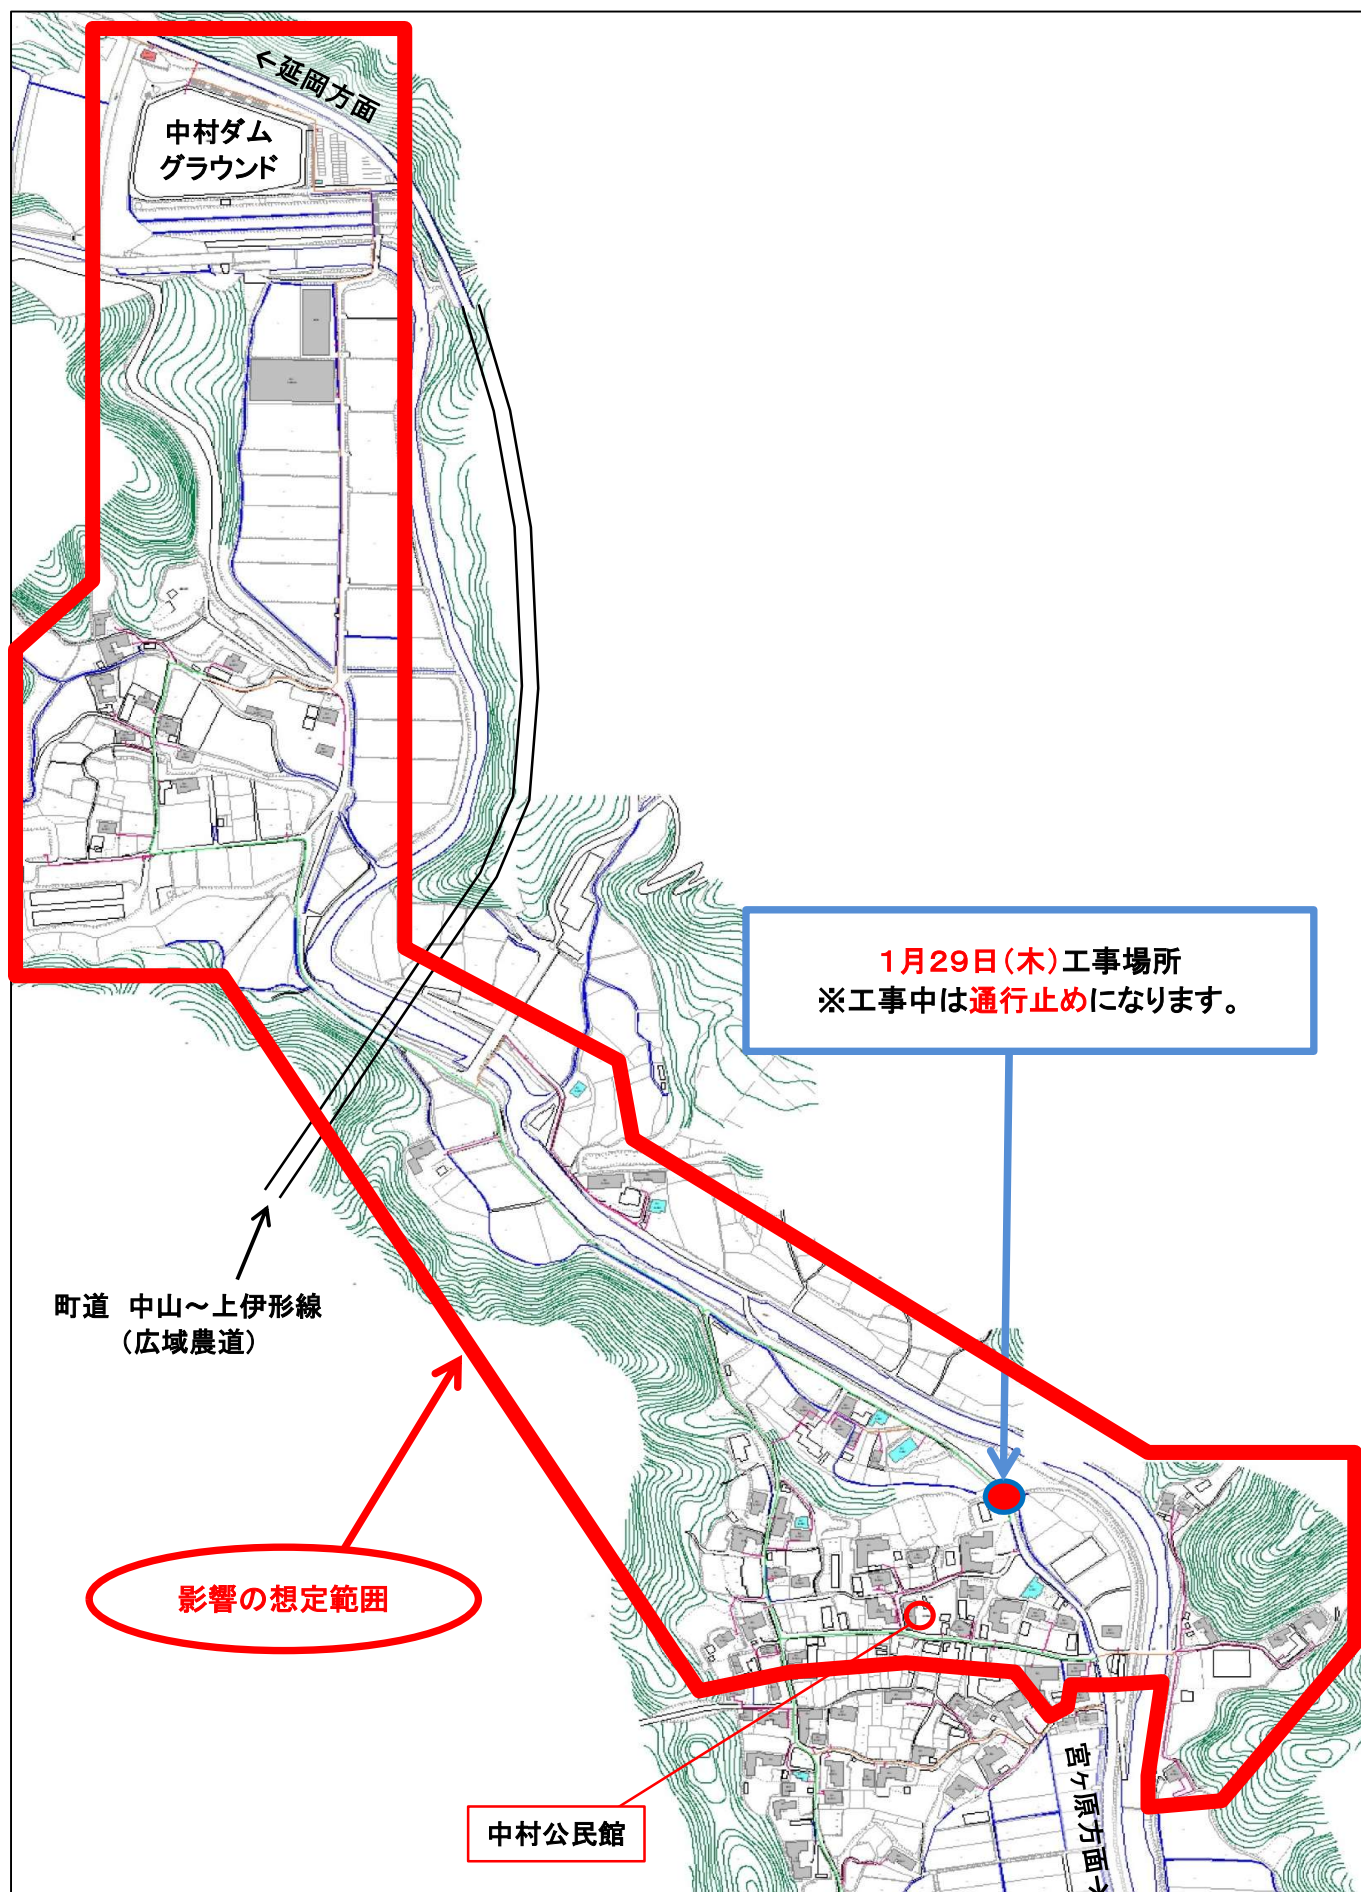 ←延岡方面
中村ダム
グラウンド
1月29日(木)工事場所
※工事中は通行止めになります。
町道 中山～上伊形線
(広域農道)
影響の想定範囲
中村公民館
宮ヶ原方面→